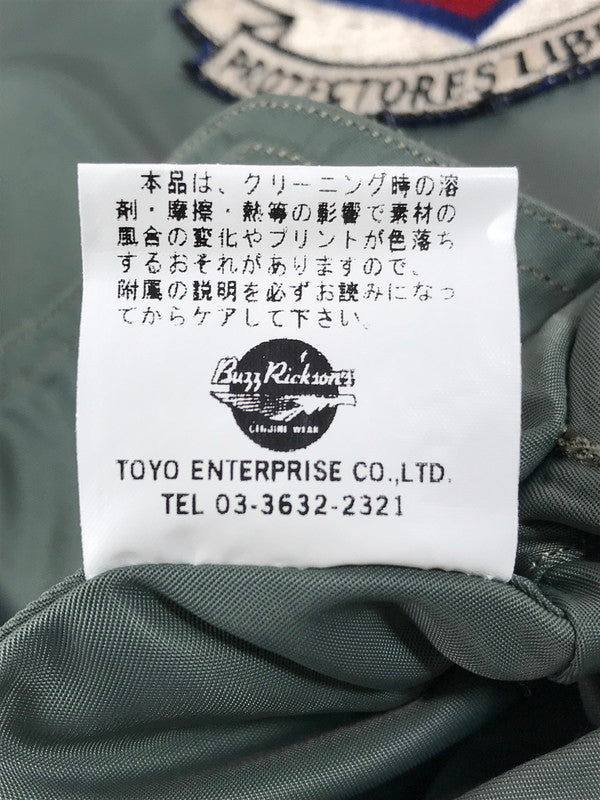 PROTECTORES LIB
本品は、クリーニング時の溶
剤・摩擦・熱等の影響で素材の
風合の変化やプリントが色落ち
するおそれがありますので、
附属の説明を必ずお読みになっ
てからケアして下さい。
Buzz Rickson's
TOYO ENTERPRISE CO.,LTD.
TEL 03-3632-2321